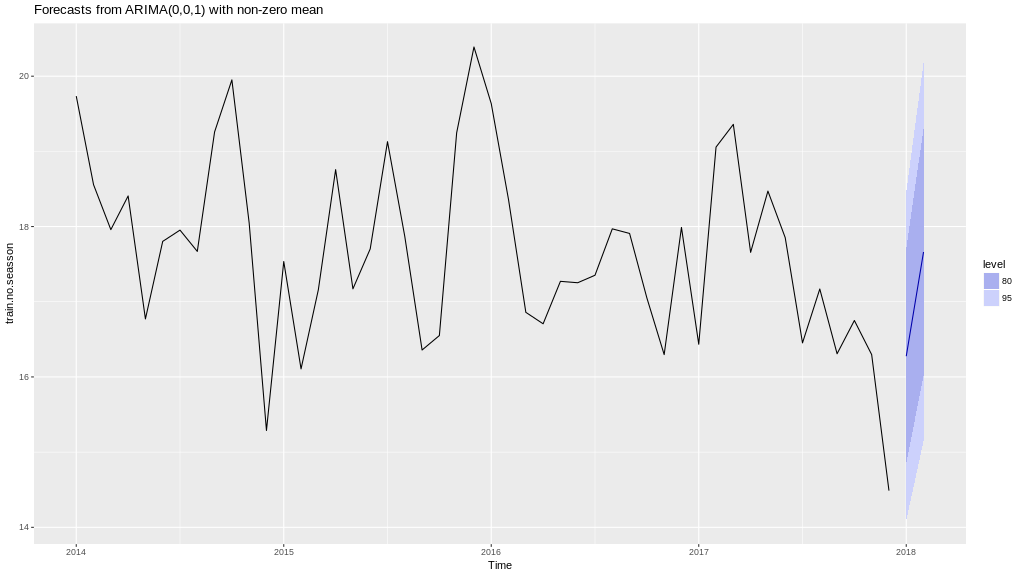 Forecasts from ARIMA(0,0,1) with non-zero mean
20
18
16
14
train.no.seasson
2014
2015
2016
2017
2018
Time
level
80
95